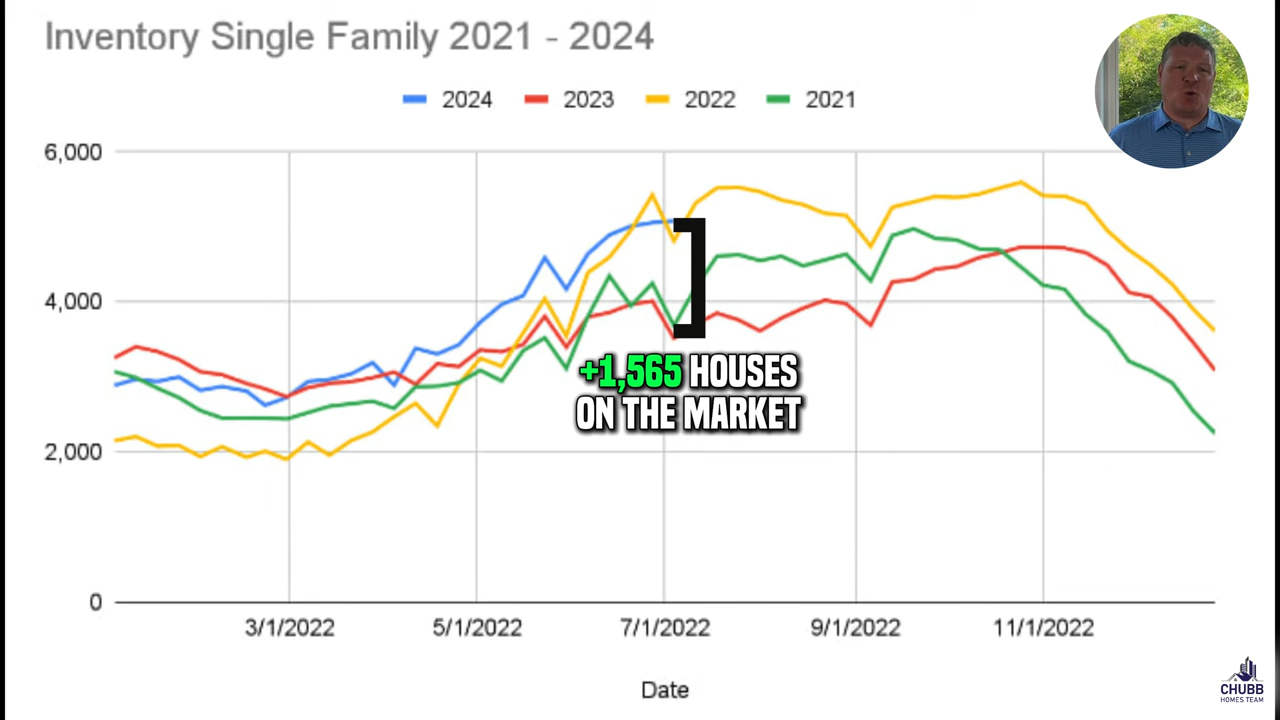 Inventory Single Family 2021 - 2024
2024 2023 2022 2021
6,000
4,000
2,000
0
+1,565 HOUSES
ON THE MARKET
3/1/2022 5/1/2022 7/1/2022 9/1/2022 11/1/2022
Date
CHUBB
HOMES TEAM